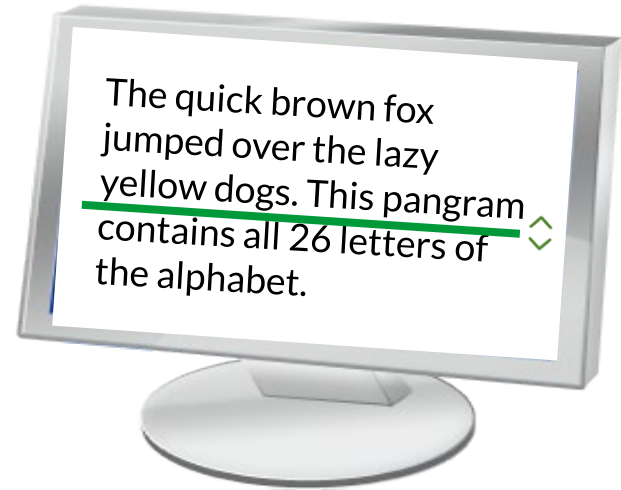 The quick brown fox
jumped over the lazy
yellow dogs. This pangram
contains all 26 letters of
the alphabet.